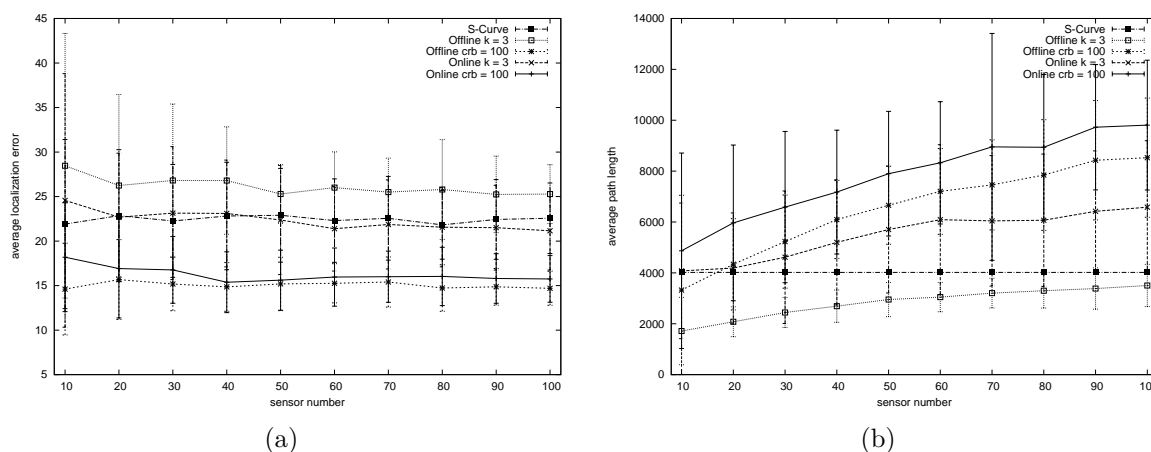 45
40
35
30
25
20
15
10
5
average localization error
10 20 30 40 50 60 70 80 90 100
sensor number
S-Curve
Offline k = 3
Offline crb = 100
Online k = 3
Online crb = 100
(a)
14000
12000
10000
8000
6000
4000
2000
0
average path length
10 20 30 40 50 60 70 80 90 10
sensor number
S-Curve
Offline k = 3
Offline crb = 100
Online k = 3
Online crb = 100
(b)